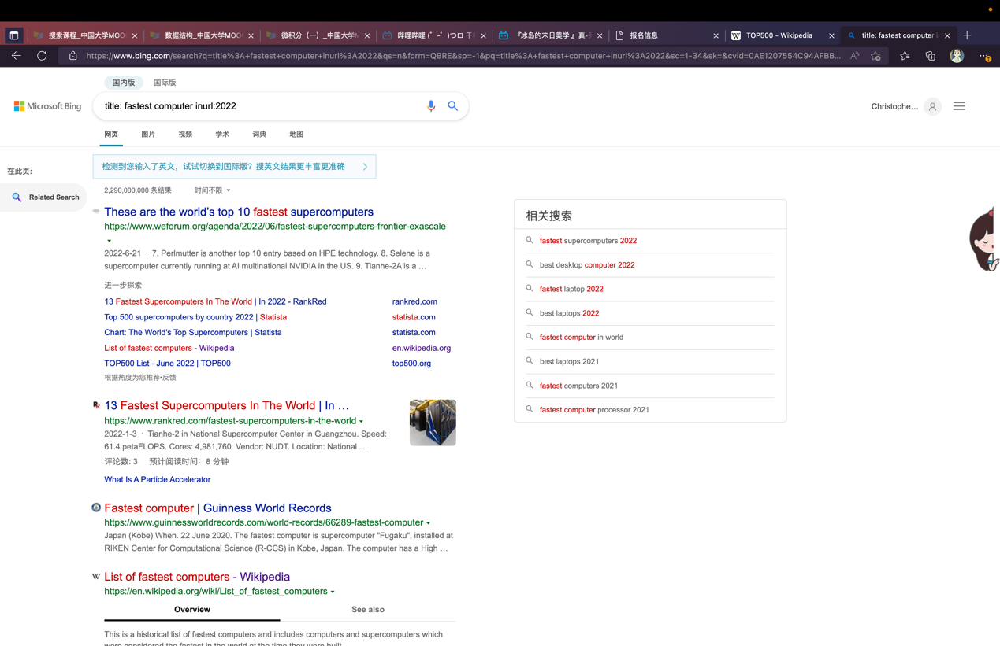 搜索课程_中国大学MOO
数据结构_中国大学MOO
微积分（一）_中国大学M
哔哩哔哩 (゜-゜)つロ 干
『冰岛的末日美学 』真·
报名信息
TOP500 - Wikipedia
title: fastest computer i
https://www.bing.com/search?q=title%3A+fastest+computer+inurl%3A2022&qs=n&form=QBRE&sp=-1&pq=title%3A+fastest+computer+inurl%3A2022&sc=1-34&sk=&cvid=0AE1207554C94AFBB...
国内版
国际版
Microsoft Bing
title: fastest computer inurl:2022
Christophe...
网页
图片
视频
学术
词典
地图
检测到您输入了英文，试试切换到国际版？搜英文结果更丰富更准确
在此页:
Related Search
2,290,000,000 条结果
时间不限
These are the world's top 10 fastest supercomputers
https://www.weforum.org/agenda/2022/06/fastest-supercomputers-frontier-exascale
2022-6-21 · 7. Perlmutter is another top 10 entry based on HPE technology. 8. Selene is a
supercomputer currently running at AI multinational NVIDIA in the US. 9. Tianhe-2A is a …
进一步探索
13 Fastest Supercomputers In The World | In 2022 - RankRed
rankred.com
Top 500 supercomputers by country 2022 | Statista
statista.com
Chart: The World's Top Supercomputers | Statista
statista.com
List of fastest computers - Wikipedia
en.wikipedia.org
TOP500 List - June 2022 | TOP500
top500.org
根据热度为您推荐•反馈
13 Fastest Supercomputers In The World | In …
https://www.rankred.com/fastest-supercomputers-in-the-world
2022-1-3 · Tianhe-2 in National Supercomputer Center in Guangzhou. Speed:
61.4 petaFLOPS. Cores: 4,981,760. Vendor: NUDT. Location: National …
评论数: 3
预计阅读时间：8 分钟
What Is A Particle Accelerator
Fastest computer | Guinness World Records
https://www.guinnessworldrecords.com/world-records/66289-fastest-computer
Japan (Kobe) When. 22 June 2020. The fastest computer is supercomputer "Fugaku", installed at
RIKEN Center for Computational Science (R-CCS) in Kobe, Japan. The computer has a High …
W List of fastest computers - Wikipedia
https://en.wikipedia.org/wiki/List_of_fastest_computers
Overview
See also
This is a historical list of fastest computers and includes computers and supercomputers which
were considered the fastest in the world at the time they were built.
相关搜索
fastest supercomputers 2022
best desktop computer 2022
fastest laptop 2022
best laptops 2022
fastest computer in world
best laptops 2021
fastest computers 2021
fastest computer processor 2021